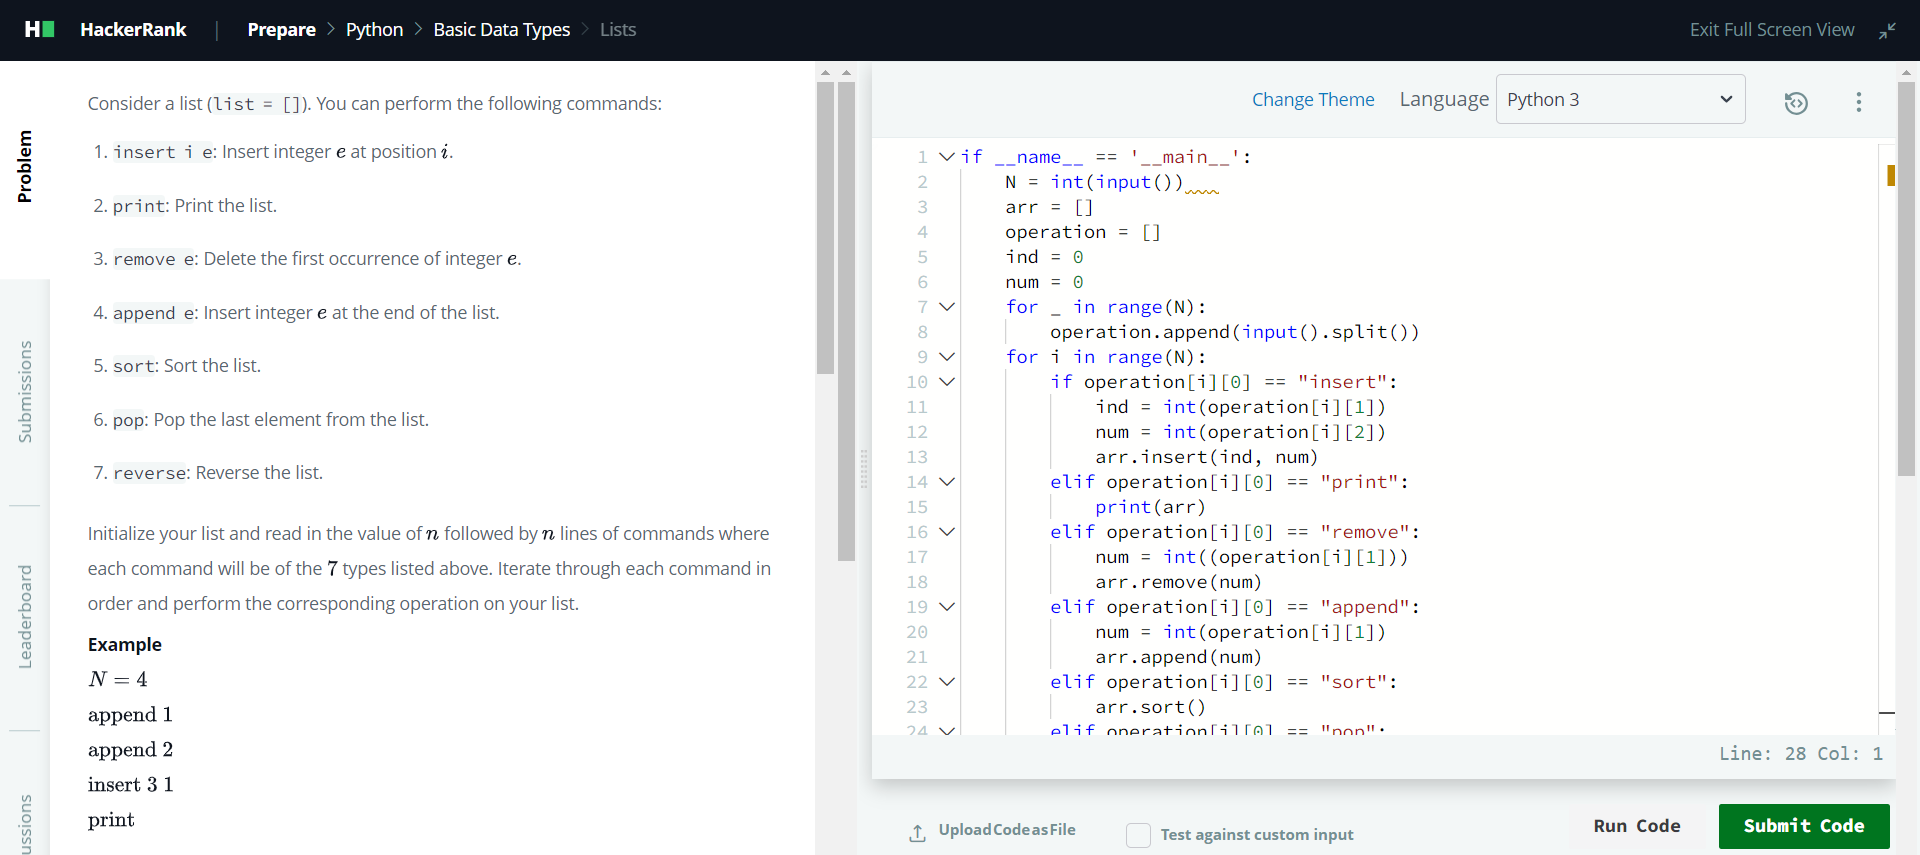 HackerRank | Prepare > Python > Basic Data Types > Lists
Exit Full Screen View
Problem
Submissions
Leaderboard
ussions
Consider a list (list = []). You can perform the following commands:
1. insert i e: Insert integer e at position i.
2. print: Print the list.
3. remove e: Delete the first occurrence of integer e.
4. append e: Insert integer e at the end of the list.
5. sort: Sort the list.
6. pop: Pop the last element from the list.
7. reverse: Reverse the list.
Initialize your list and read in the value of n followed by n lines of commands where
each command will be of the 7 types listed above. Iterate through each command in
order and perform the corresponding operation on your list.
Example
N = 4
append 1
append 2
insert 3 1
print
Change Theme Language Python 3
1 if __name__ == '__main__':
2 N = int(input())
3 arr = []
4 operation = []
5 ind = 0
6 num = 0
7 for _ in range(N):
8 operation.append(input().split())
9 for i in range(N):
10 if operation[i][0] == "insert":
11 ind = int(operation[i][1])
12 num = int(operation[i][2])
13 arr.insert(ind, num)
14 elif operation[i][0] == "print":
15 print(arr)
16 elif operation[i][0] == "remove":
17 num = int((operation[i][1]))
18 arr.remove(num)
19 elif operation[i][0] == "append":
20 num = int(operation[i][1])
21 arr.append(num)
22 elif operation[i][0] == "sort":
23 arr.sort()
24 elif operation[i][0] == "pop":
Line: 28 Col: 1
Upload Code as File
Test against custom input
Run Code
Submit Code